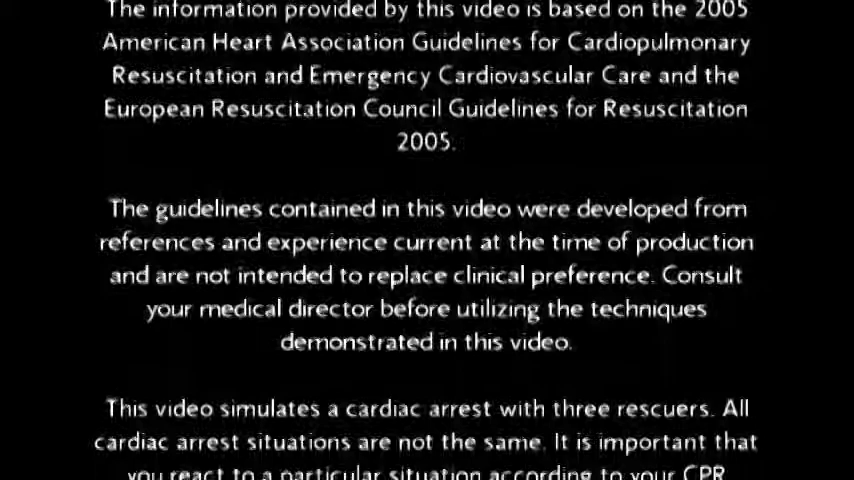 The information provided by this video is based on the 2005
American Heart Association Guidelines for Cardiopulmonary
Resuscitation and Emergency Cardiovascular Care and the
European Resuscitation Council Guidelines for Resuscitation
2005.
The guidelines contained in this video were developed from
references and experience current at the time of production
and are not intended to replace clinical preference. Consult
your medical director before utilizing the techniques
demonstrated in this video.
This video simulates a cardiac arrest with three rescuers. All
cardiac arrest situations are not the same. It is important that
you react to a particular situation according to your CPR